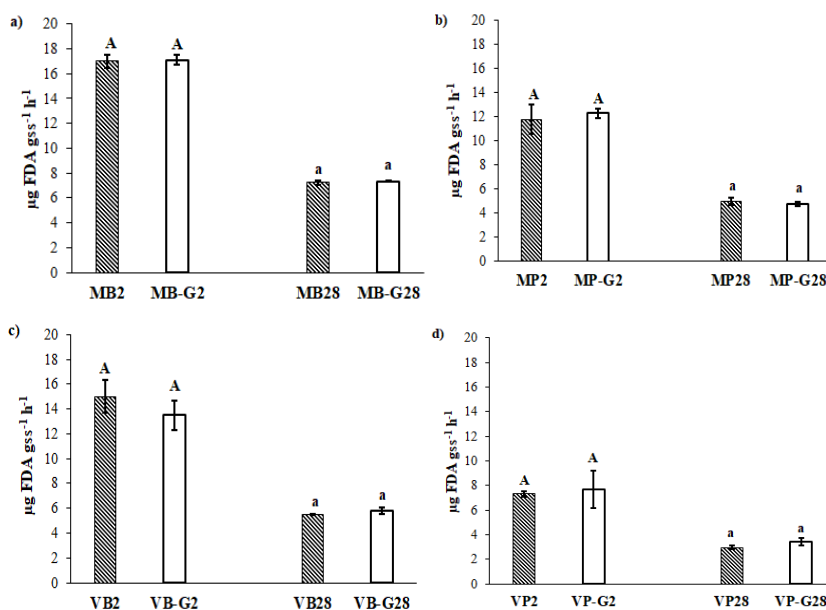 a)
µg FDA gss⁻¹ h⁻¹
20
18
16
14
12
10
8
6
4
2
0
A A a a
MB2 MB-G2 MB28 MB-G28
b)
µg FDA gss⁻¹ h⁻¹
20
18
16
14
12
10
8
6
4
2
0
A A a a
MP2 MP-G2 MP28 MP-G28
c)
µg FDA gss⁻¹ h⁻¹
20
18
16
14
12
10
8
6
4
2
0
A A a a
VB2 VB-G2 VB28 VB-G28
d)
µg FDA gss⁻¹ h⁻¹
20
18
16
14
12
10
8
6
4
2
0
A A a a
VP2 VP-G2 VP28 VP-G28